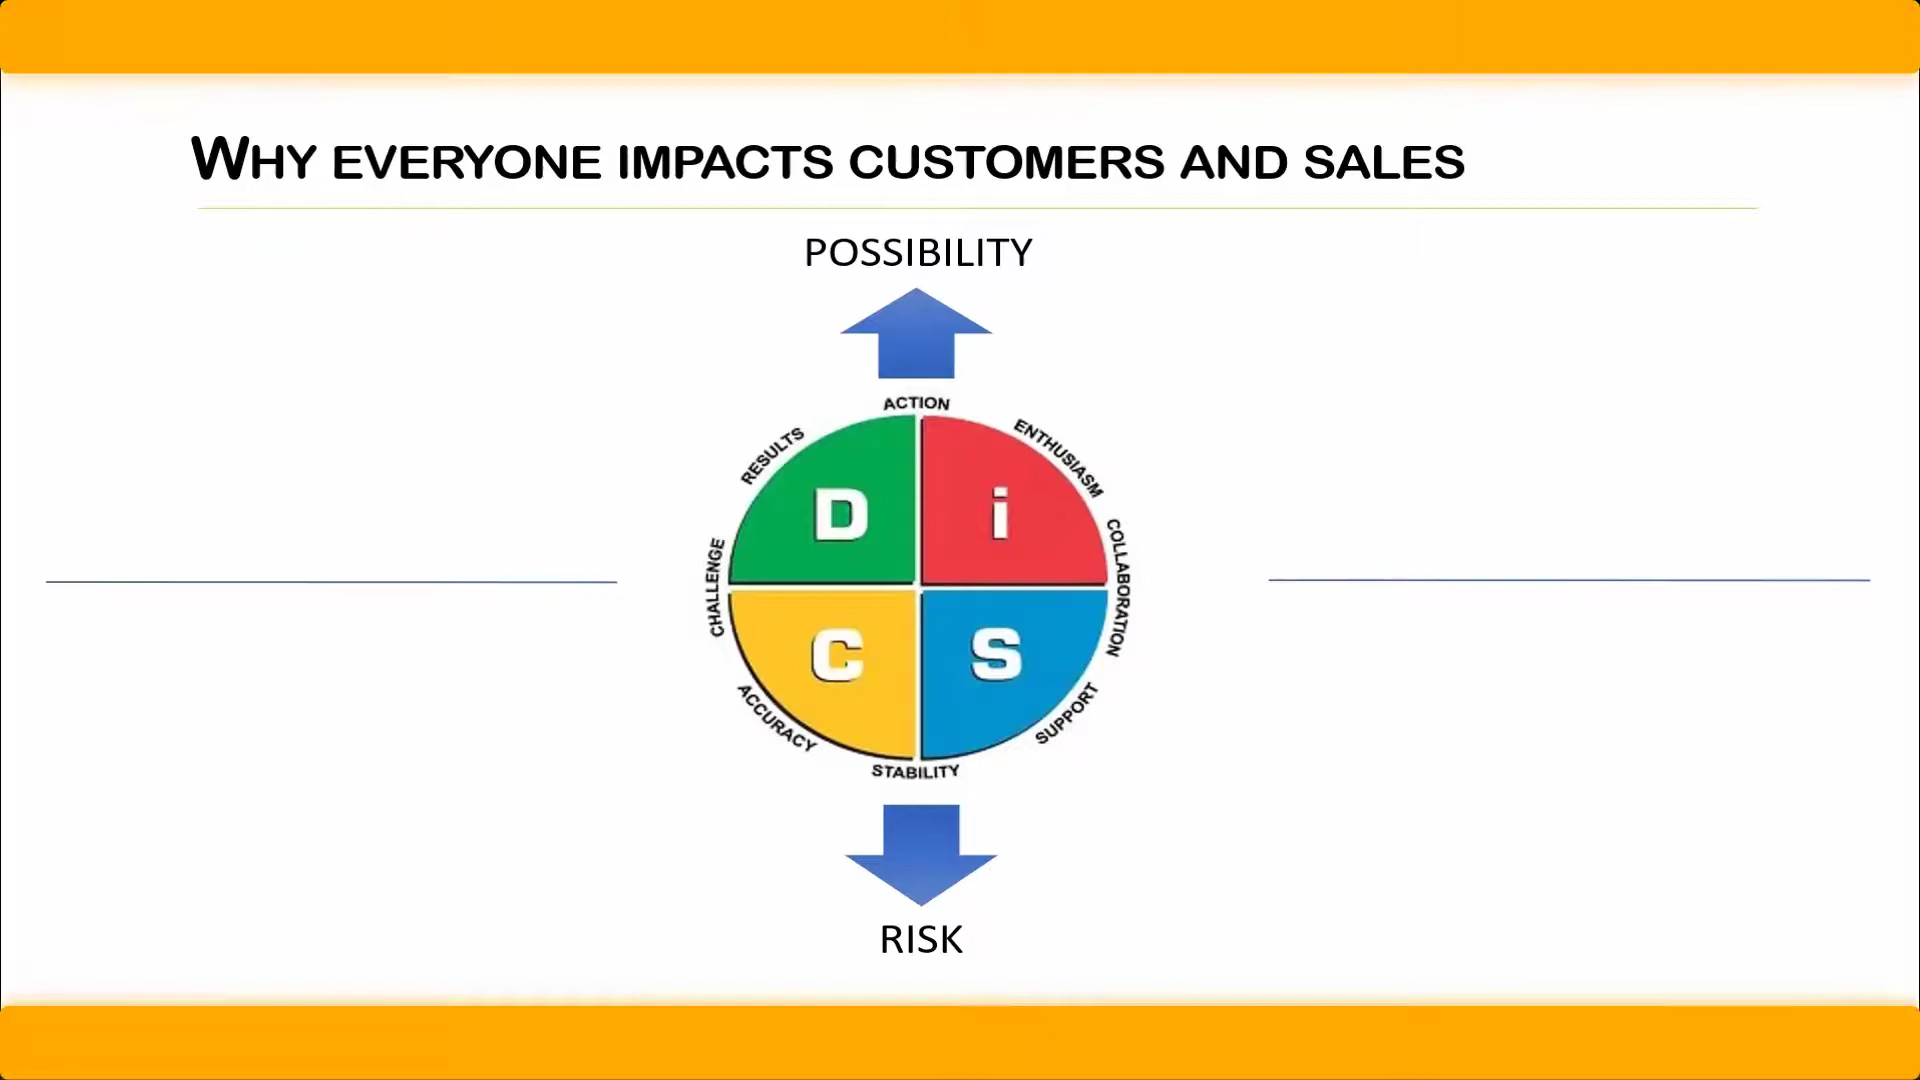 WHY EVERYONE IMPACTS CUSTOMERS AND SALES
POSSIBILITY
ACTION
RESULTS
ENTHUSIASM
D
i
CHALLENGE
COLLABORATION
C
S
ACCURACY
SUPPORT
STABILITY
RISK